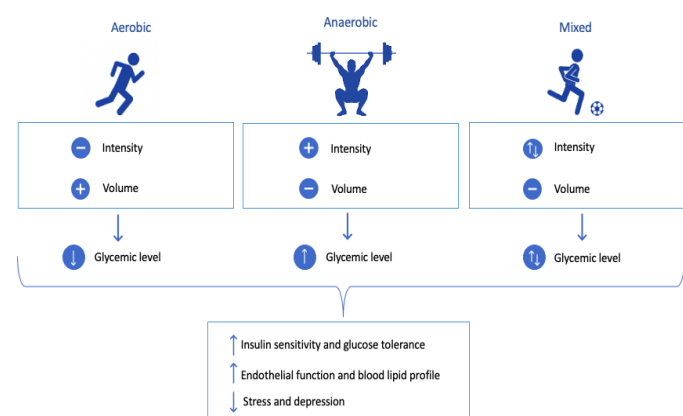 Aerobic
Anaerobic
Mixed
Intensity
Volume
Intensity
Volume
Intensity
Volume
Glycemic level
Glycemic level
Glycemic level
Insulin sensitivity and glucose tolerance
Endothelial function and blood lipid profile
Stress and depression